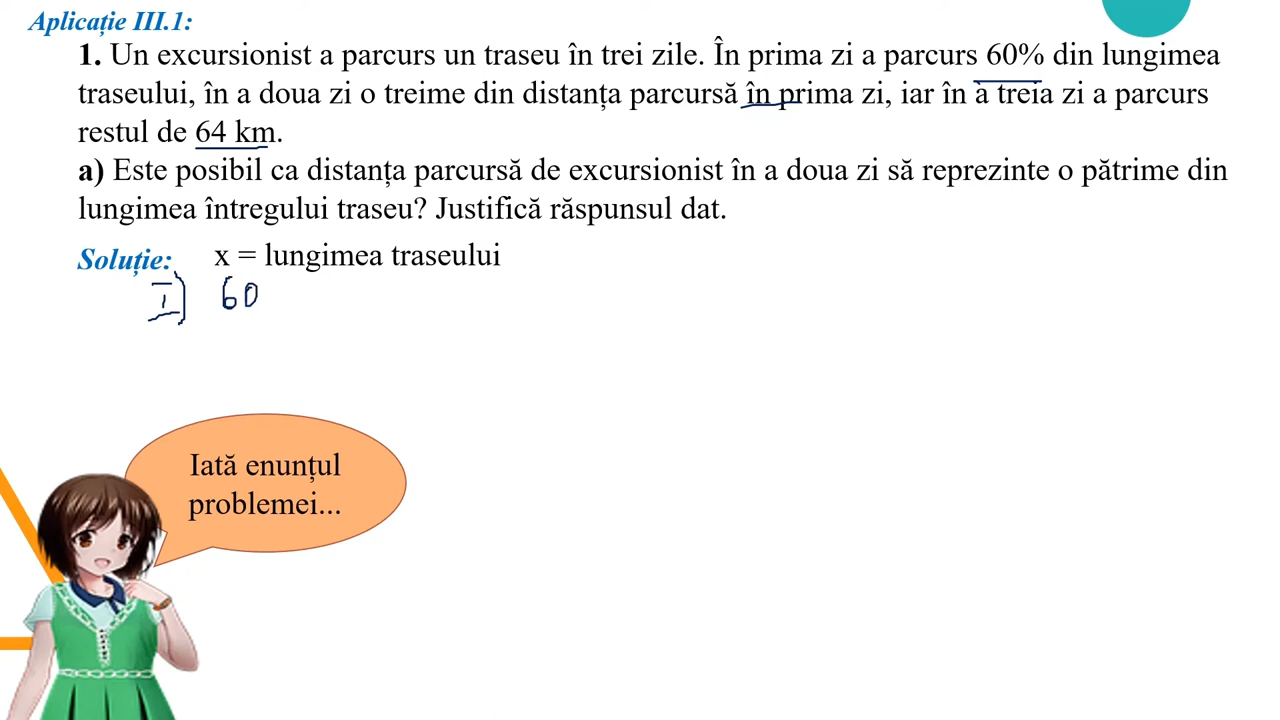 Aplicație III.1:
1. Un excursionist a parcurs un traseu în trei zile. În prima zi a parcurs 60% din lungimea
traseului, în a doua zi o treime din distanța parcursă în prima zi, iar în a treia zi a parcurs
restul de 64 km.
a) Este posibil ca distanța parcursă de excursionist în a doua zi să reprezinte o pătrime din
lungimea întregului traseu? Justifică răspunsul dat.
Soluție: x = lungimea traseului
I) 60
Iată enunțul
problemei...